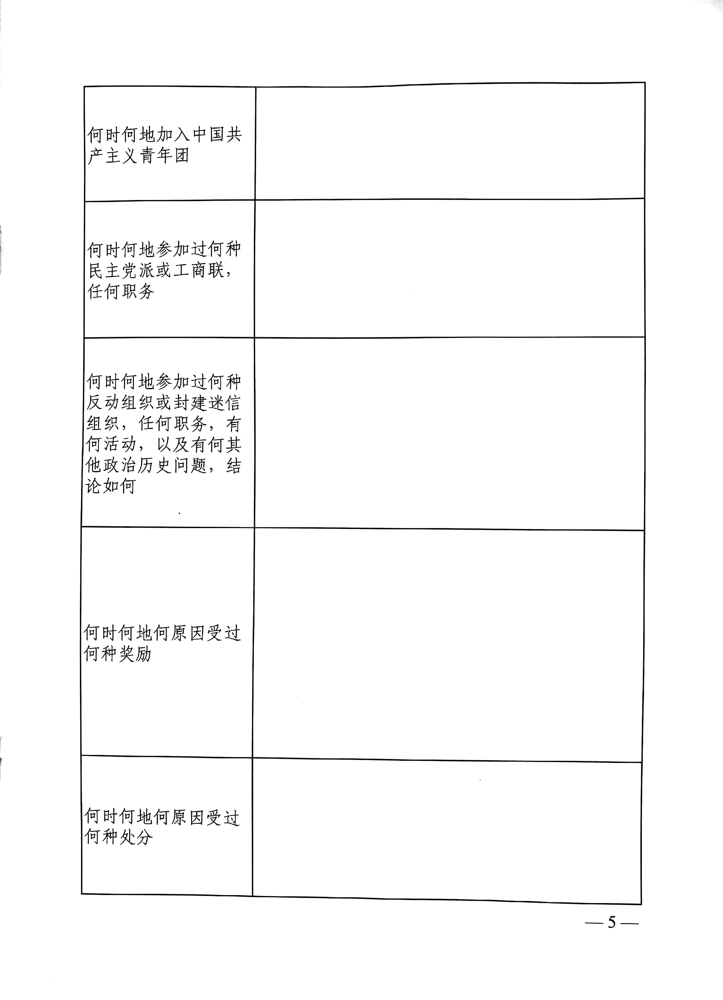 何时何地加入中国共
产主义青年团
何时何地参加过何种
民主党派或工商联，
任何职务
何时何地参加过何种
反动组织或封建迷信
组织，任何职务，有
何活动，以及有何其
他政治历史问题，结
论如何
何时何地何原因受过
何种奖励
何时何地何原因受过
何种处分
— 5 —